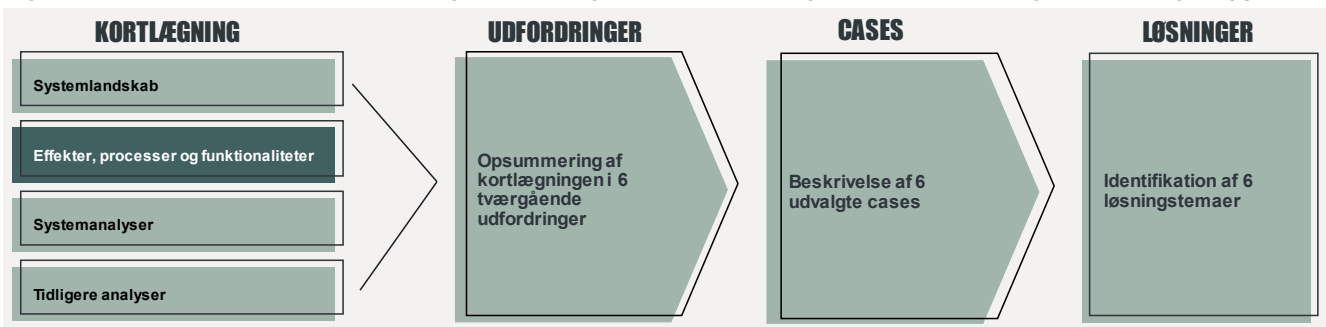 KORTLÆGNING
Systemlandskab
Effekter, processer og funktionaliteter
Systemanalyser
Tidligere analyser
UDFORDRINGER
Opsummering af
kortlægningen i 6
tværgående
udfordringer
CASES
Beskrivelse af 6
udvalgte cases
LØSNINGER
Identifikation af 6
løsningstemaer